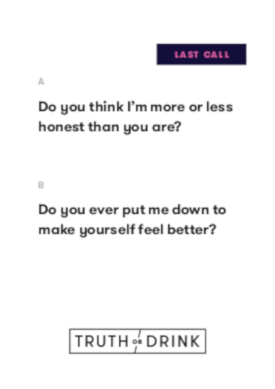 LAST CALL
A
Do you think I'm more or less
honest than you are?
B
Do you ever put me down to
make yourself feel better?
TRUTH OR DRINK